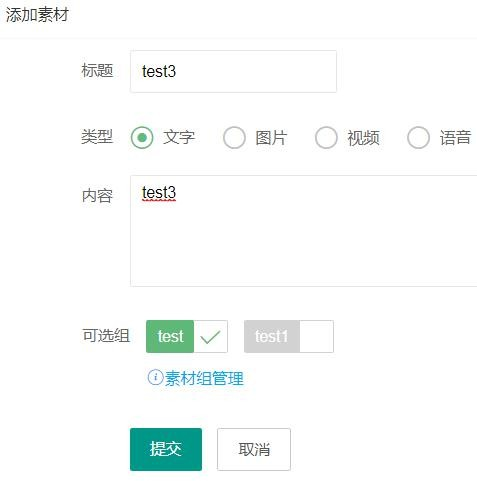 添加素材
标题 test3
类型 文字 图片 视频 语音
内容 test3
可选组 test test1
素材组管理
提交 取消